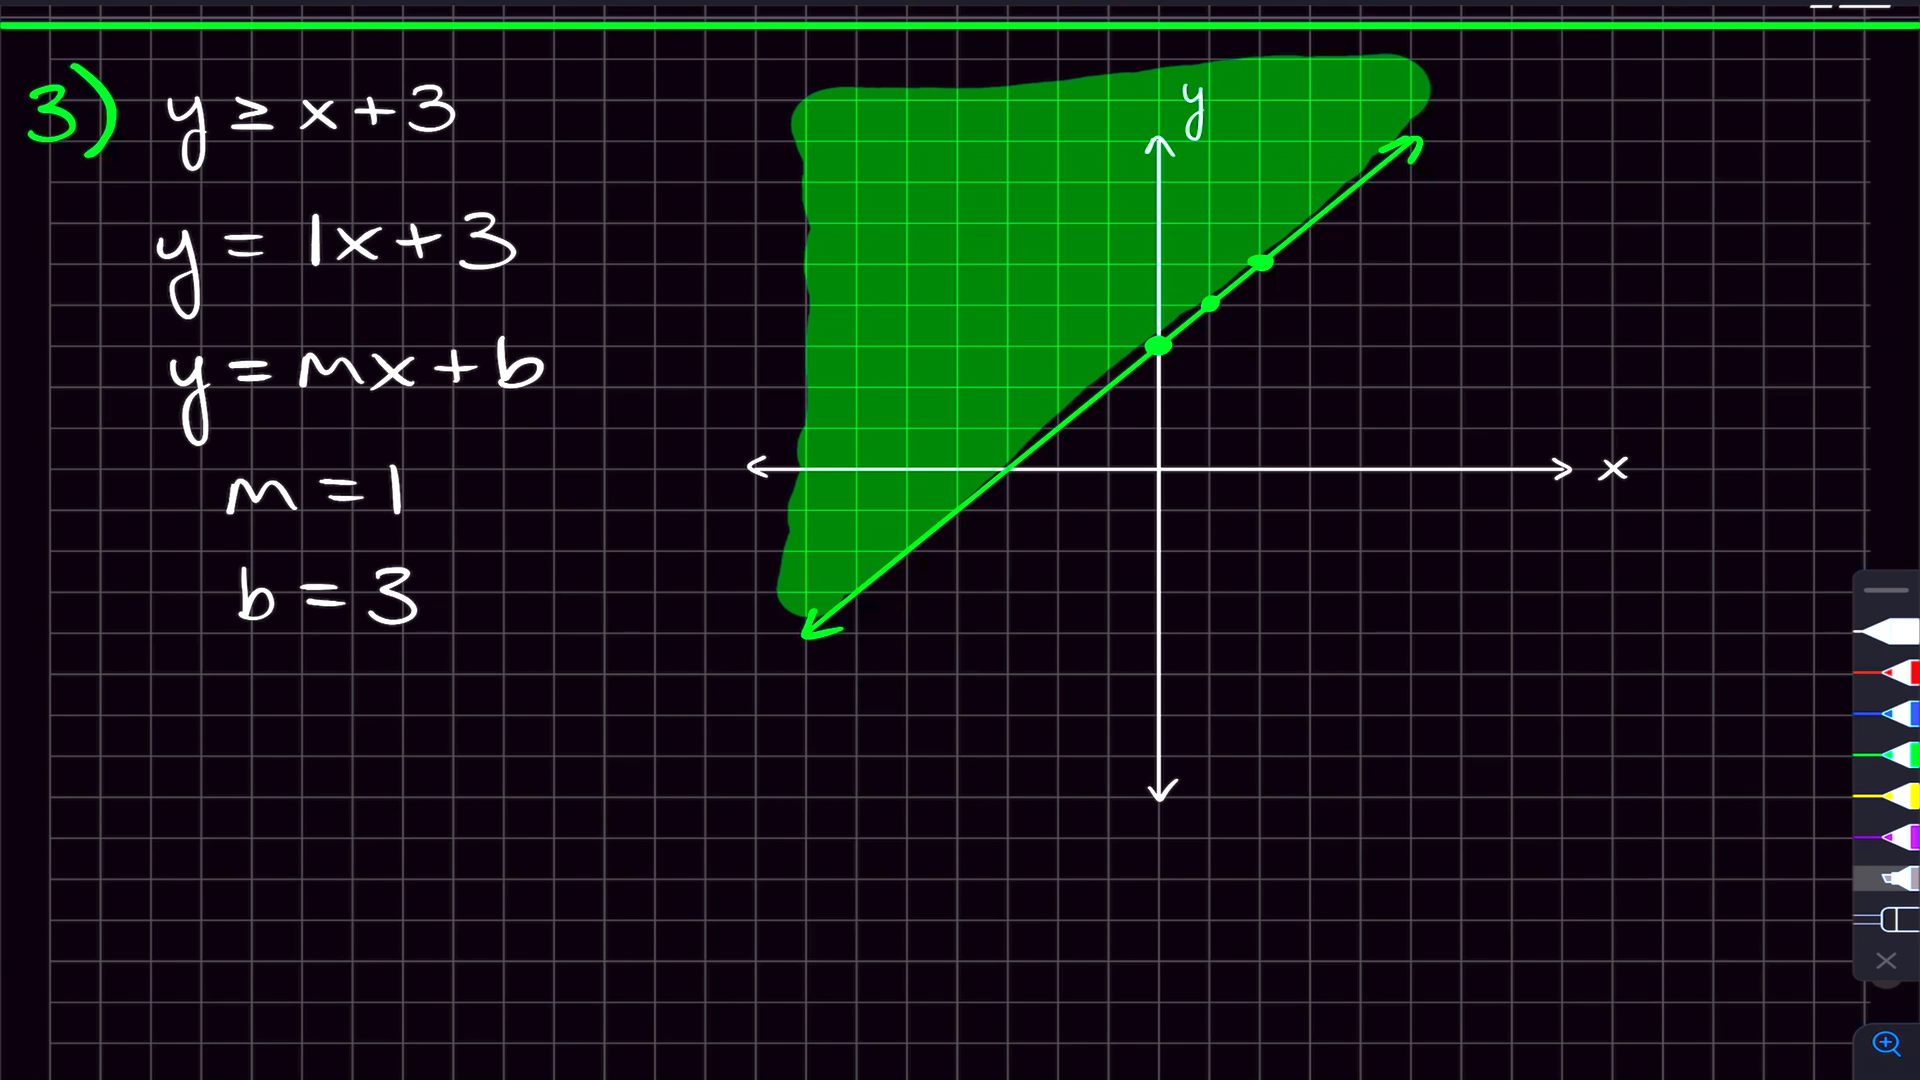 3) y ≥ x + 3
y = 1x + 3
y = mx + b
m = 1
b = 3
y
x